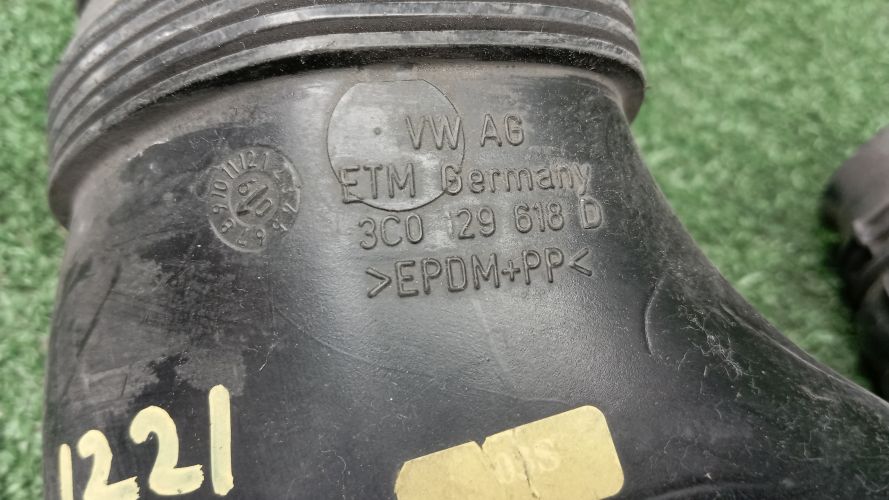 VW AG
ETM Germany
3C0 129 618 D
>EPDM+PP<
1221